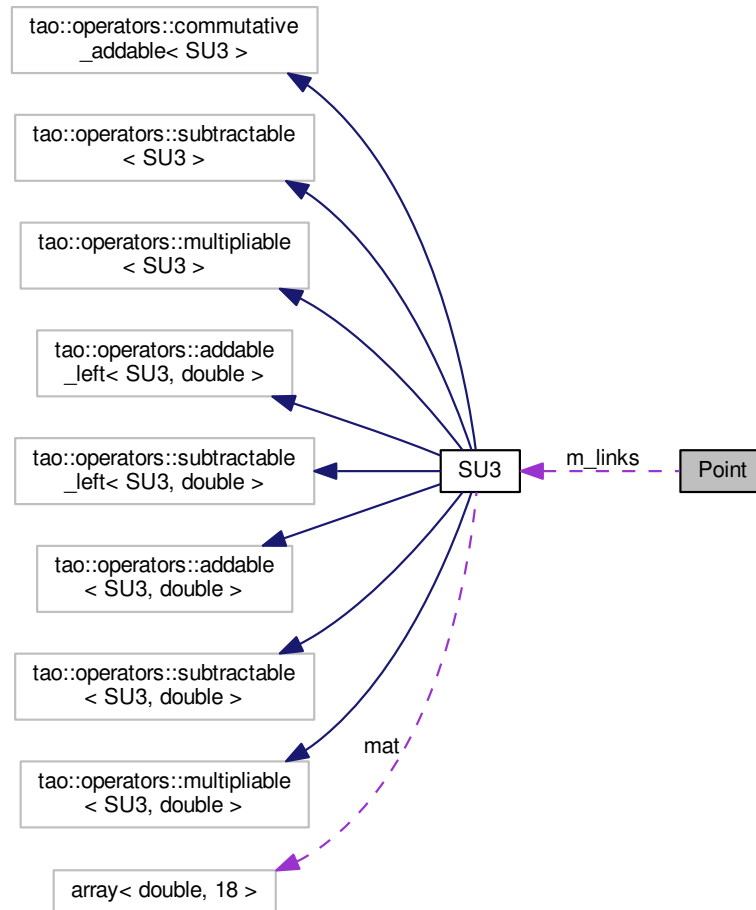 tao::operators::commutative
_addable< SU3 >
tao::operators::subtractable
< SU3 >
tao::operators::multipliable
< SU3 >
tao::operators::addable
_left< SU3, double >
tao::operators::subtractable
_left< SU3, double >
tao::operators::addable
< SU3, double >
tao::operators::subtractable
< SU3, double >
tao::operators::multipliable
< SU3, double >
array< double, 18 >
SU3
mat
m_links
Point